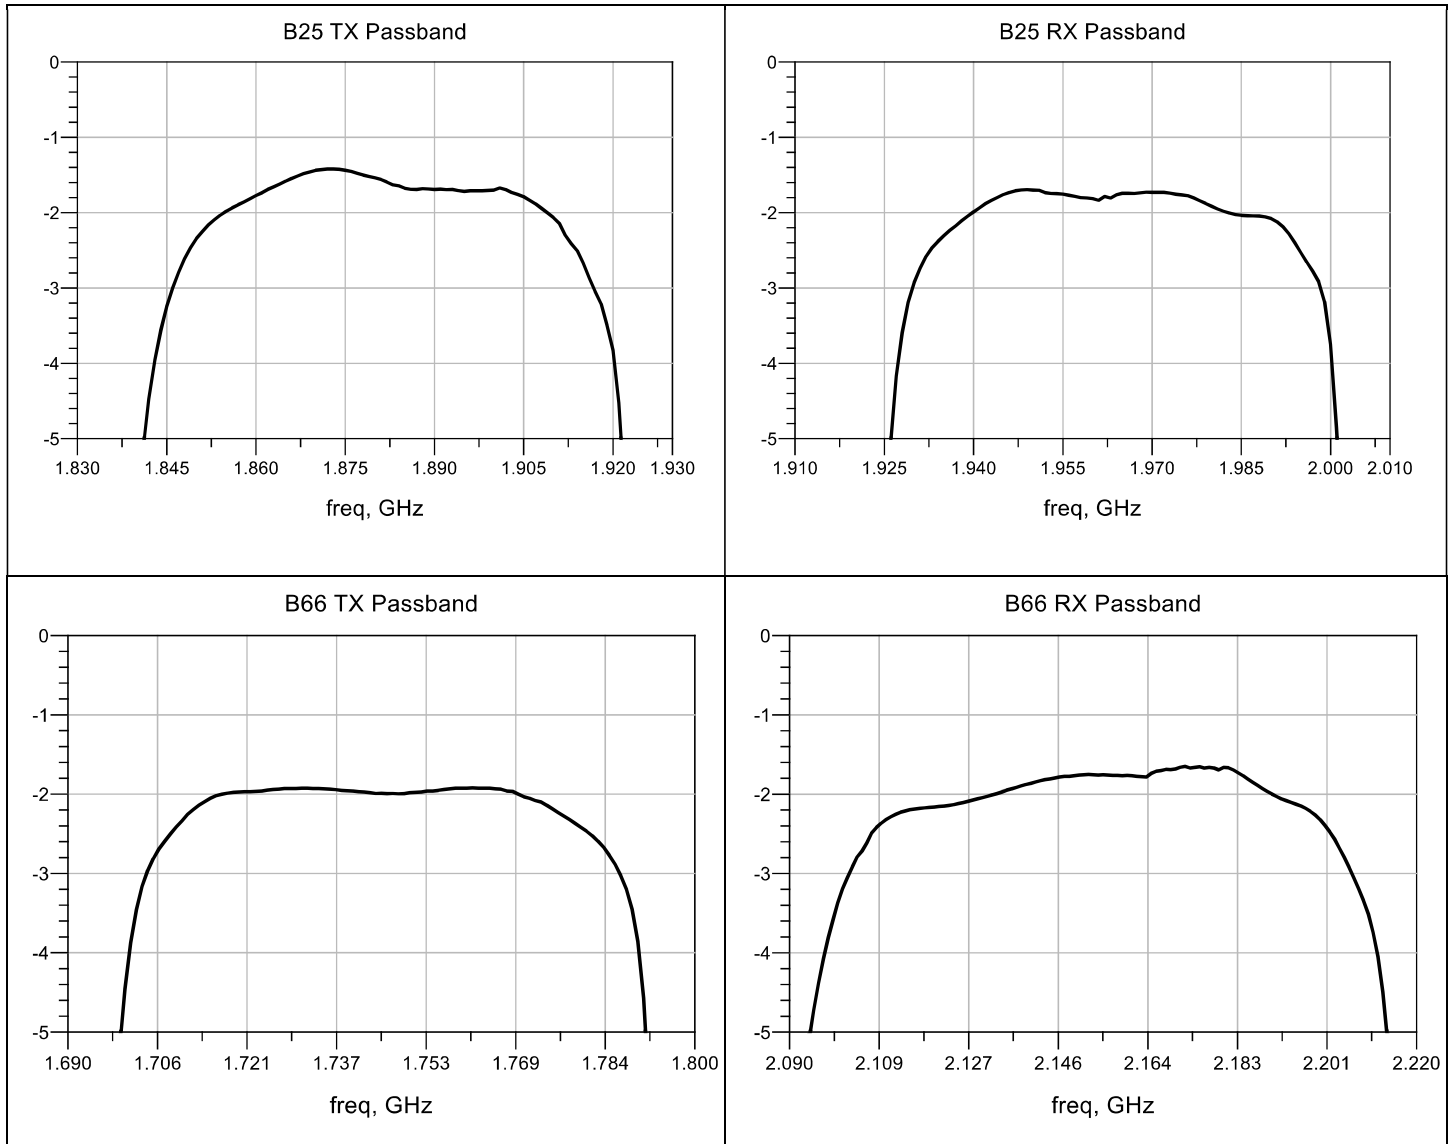 B25 TX Passband
0
-1
-2
-3
-4
-5
1.830 1.845 1.860 1.875 1.890 1.905 1.920 1.930
freq, GHz
B25 RX Passband
0
-1
-2
-3
-4
-5
1.910 1.925 1.940 1.955 1.970 1.985 2.000 2.010
freq, GHz
B66 TX Passband
0
-1
-2
-3
-4
-5
1.690 1.706 1.721 1.737 1.753 1.769 1.784 1.800
freq, GHz
B66 RX Passband
0
-1
-2
-3
-4
-5
2.090 2.109 2.127 2.146 2.164 2.183 2.201 2.220
freq, GHz